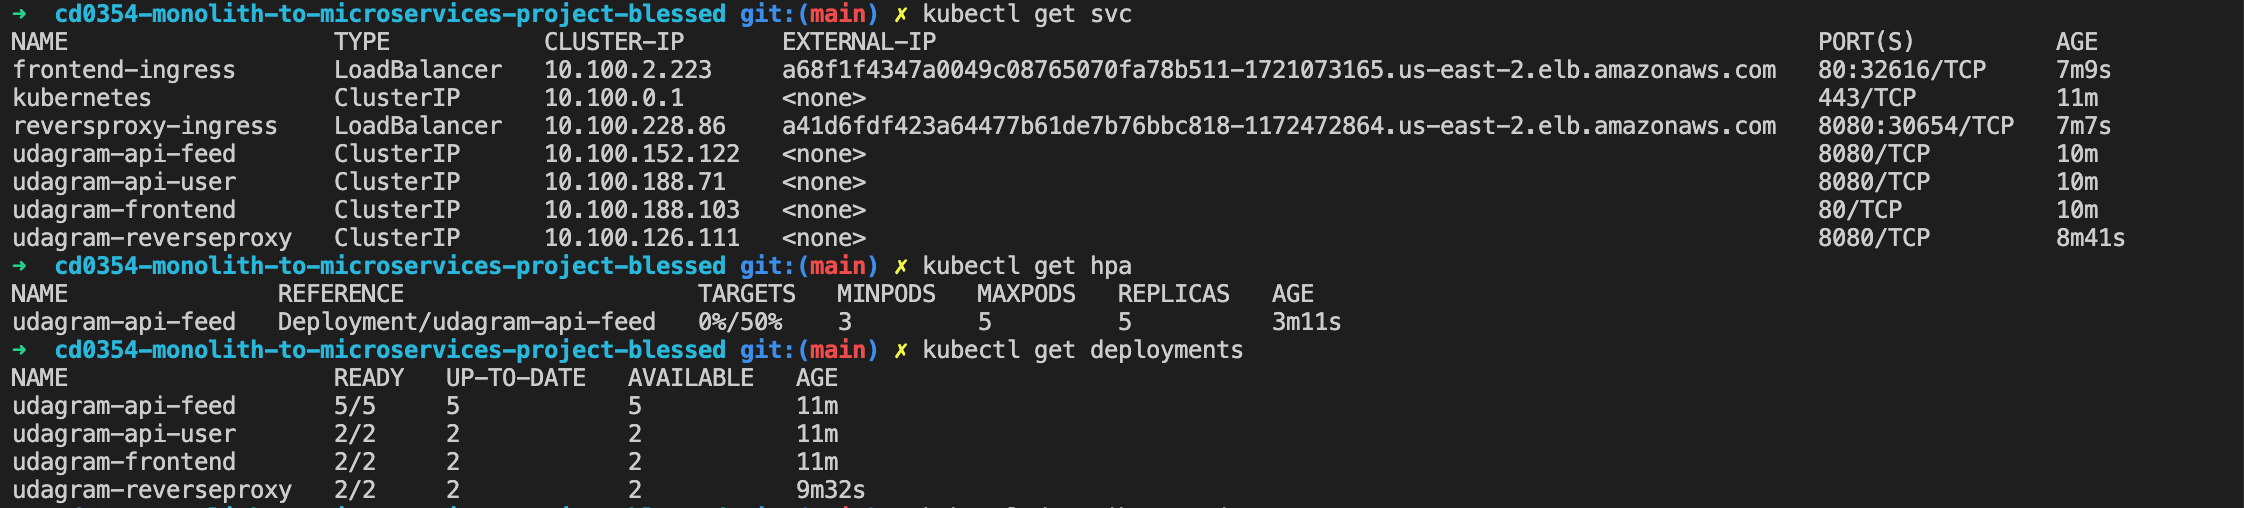 → cd0354-monolith-to-microservices-project-blessed git:(main) ✗ kubectl get svc
NAME TYPE CLUSTER-IP EXTERNAL-IP PORT(S) AGE
frontend-ingress LoadBalancer 10.100.2.223 a68f1f4347a0049c08765070fa78b511-1721073165.us-east-2.elb.amazonaws.com 80:32616/TCP 7m9s
kubernetes ClusterIP 10.100.0.1 <none> 443/TCP 11m
reversproxy-ingress LoadBalancer 10.100.228.86 a41d6fdf423a64477b61de7b76bbc818-1172472864.us-east-2.elb.amazonaws.com 8080:30654/TCP 7m7s
udagram-api-feed ClusterIP 10.100.152.122 <none> 8080/TCP 10m
udagram-api-user ClusterIP 10.100.188.71 <none> 8080/TCP 10m
udagram-frontend ClusterIP 10.100.188.103 <none> 80/TCP 10m
udagram-reverseproxy ClusterIP 10.100.126.111 <none> 8080/TCP 8m41s
→ cd0354-monolith-to-microservices-project-blessed git:(main) ✗ kubectl get hpa
NAME REFERENCE TARGETS MINPODS MAXPODS REPLICAS AGE
udagram-api-feed Deployment/udagram-api-feed 0%/50% 3 5 5 3m11s
→ cd0354-monolith-to-microservices-project-blessed git:(main) ✗ kubectl get deployments
NAME READY UP-TO-DATE AVAILABLE AGE
udagram-api-feed 5/5 5 5 11m
udagram-api-user 2/2 2 2 11m
udagram-frontend 2/2 2 2 11m
udagram-reverseproxy 2/2 2 2 9m32s